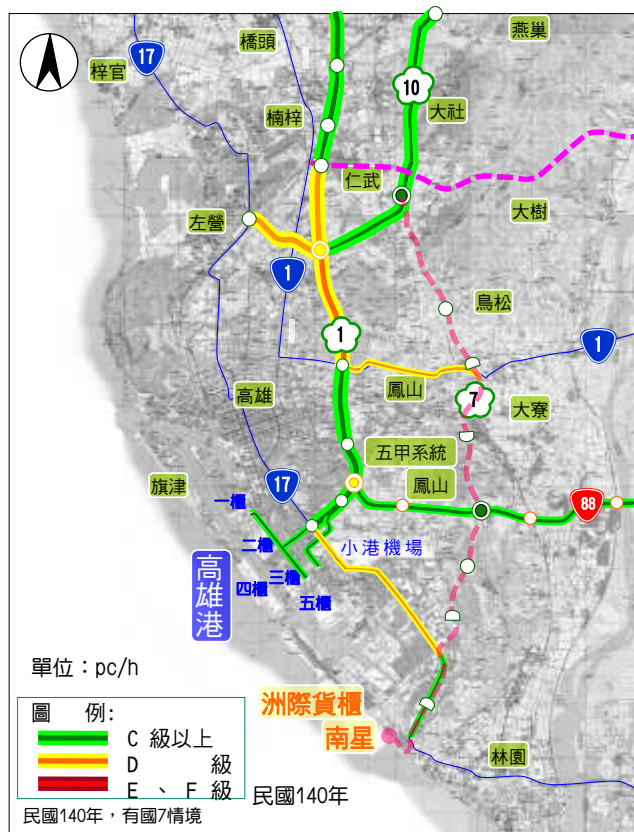 燕巢
橋頭
17
梓官
10
大社
楠梓
仁武
大樹
左營
1
鳥松
1
1
鳳山
高雄
7
大寮
五甲系統
旗津
17
鳳山
一櫃
88
二櫃
小港機場
三櫃
四櫃
五櫃
高雄港
單位：pc/h
洲際貨櫃
南星
圖 例:
C 級以上
D 級
E 、 F 級
林園
民國140年
民國140年，有國7情境